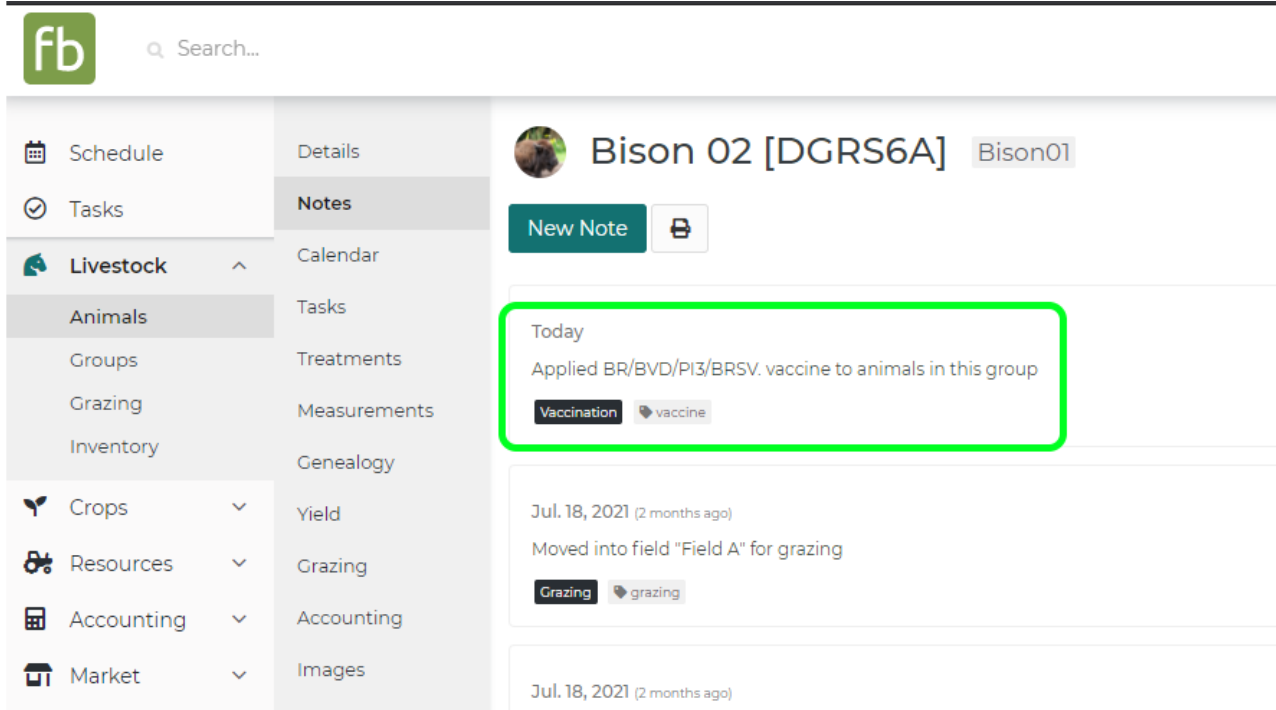 fb
Search...
Schedule
Tasks
Livestock
Animals
Groups
Grazing
Inventory
Crops
Resources
Accounting
Market
Details
Notes
Calendar
Tasks
Treatments
Measurements
Genealogy
Yield
Grazing
Accounting
Images
Bison 02 [DGRS6A] Bison01
New Note
Today
Applied BR/BVD/PI3/BRSV. vaccine to animals in this group
Vaccination vaccine
Jul. 18, 2021 (2 months ago)
Moved into field "Field A" for grazing
Grazing grazing
Jul. 18, 2021 (2 months ago)